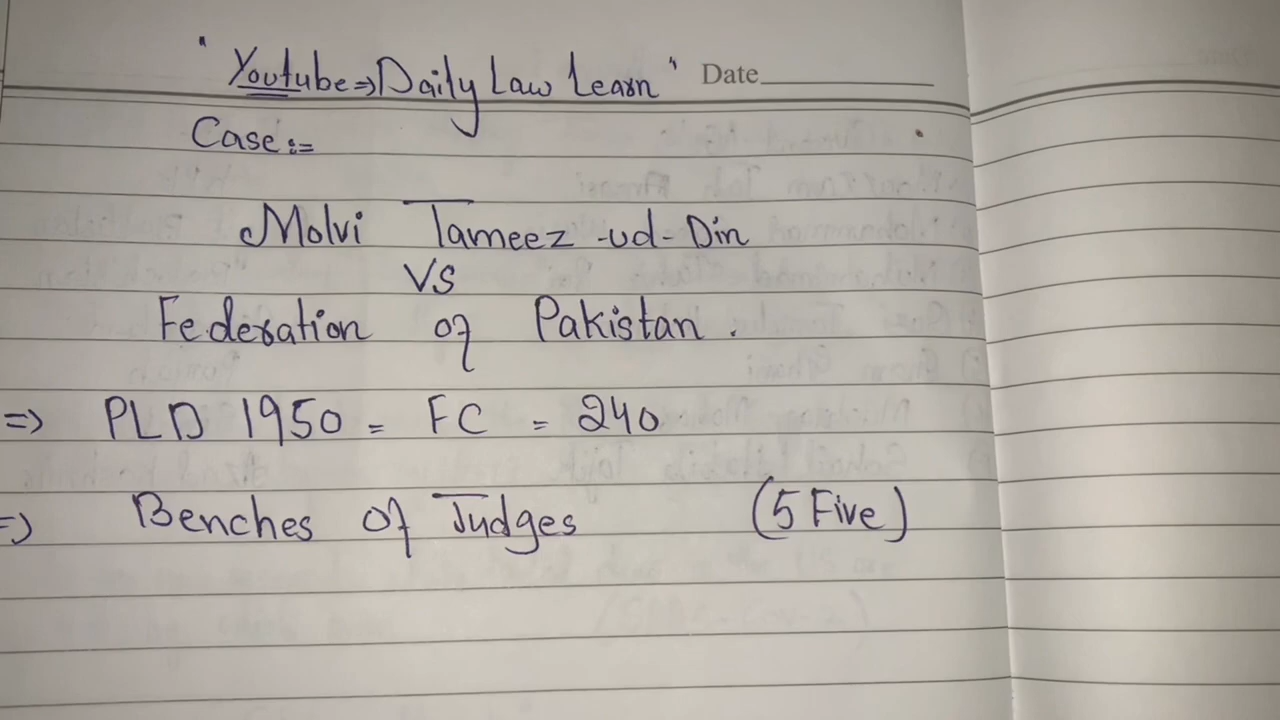 "Youtube⇒Daily Law Learn" Date
Case:=
Molvi Tameez-ud-Din
VS
Federation of Pakistan.
⇒ PLD 1950 = FC = 240
⇒ Benches of Judges (5 Five)